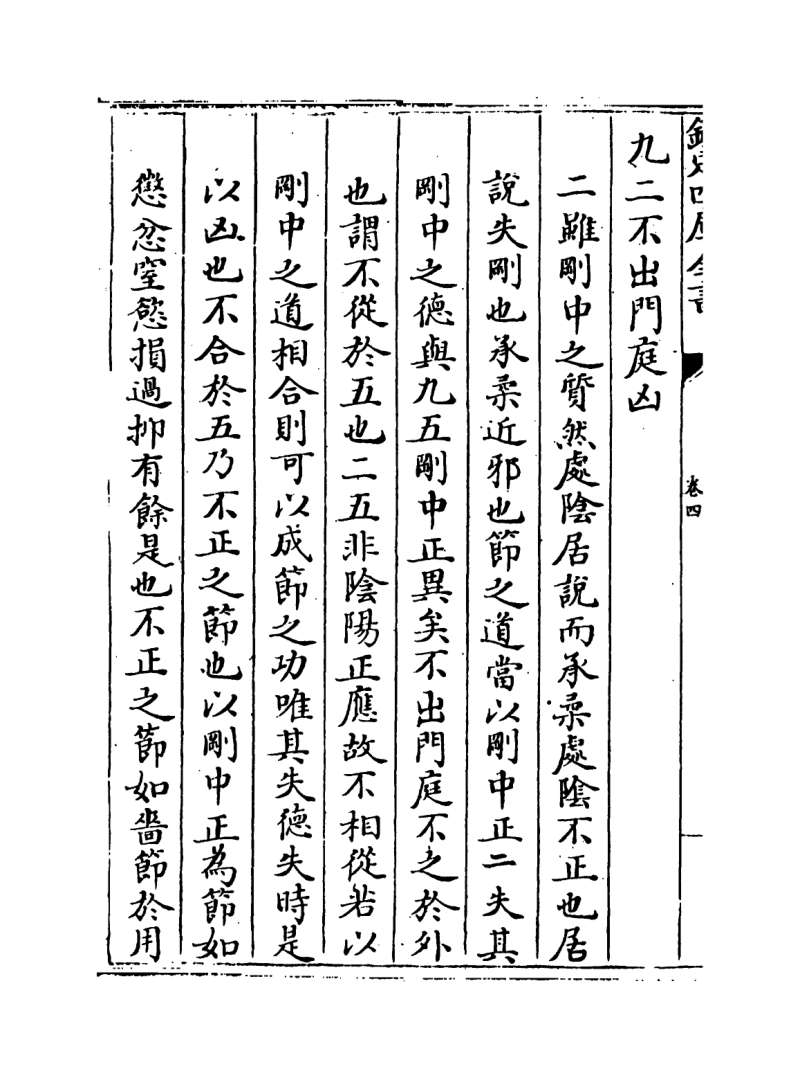 欽定四庫全書
卷四
九二不出門庭凶
二雖剛中之質然處陰居說而承柔處陰不正也居
說失剛也承柔近邪也節之道當以剛中正二失其
剛中之德與九五剛中正異矣不出門庭不之於外
也謂不從於五也二五非陰陽正應故不相從若以
剛中之道相合則可以成節之功唯其失德失時是
以凶也不合於五乃不正之節也以剛中正為節如
懲忿窒慾損過抑有餘是也不正之節如嗇節於用